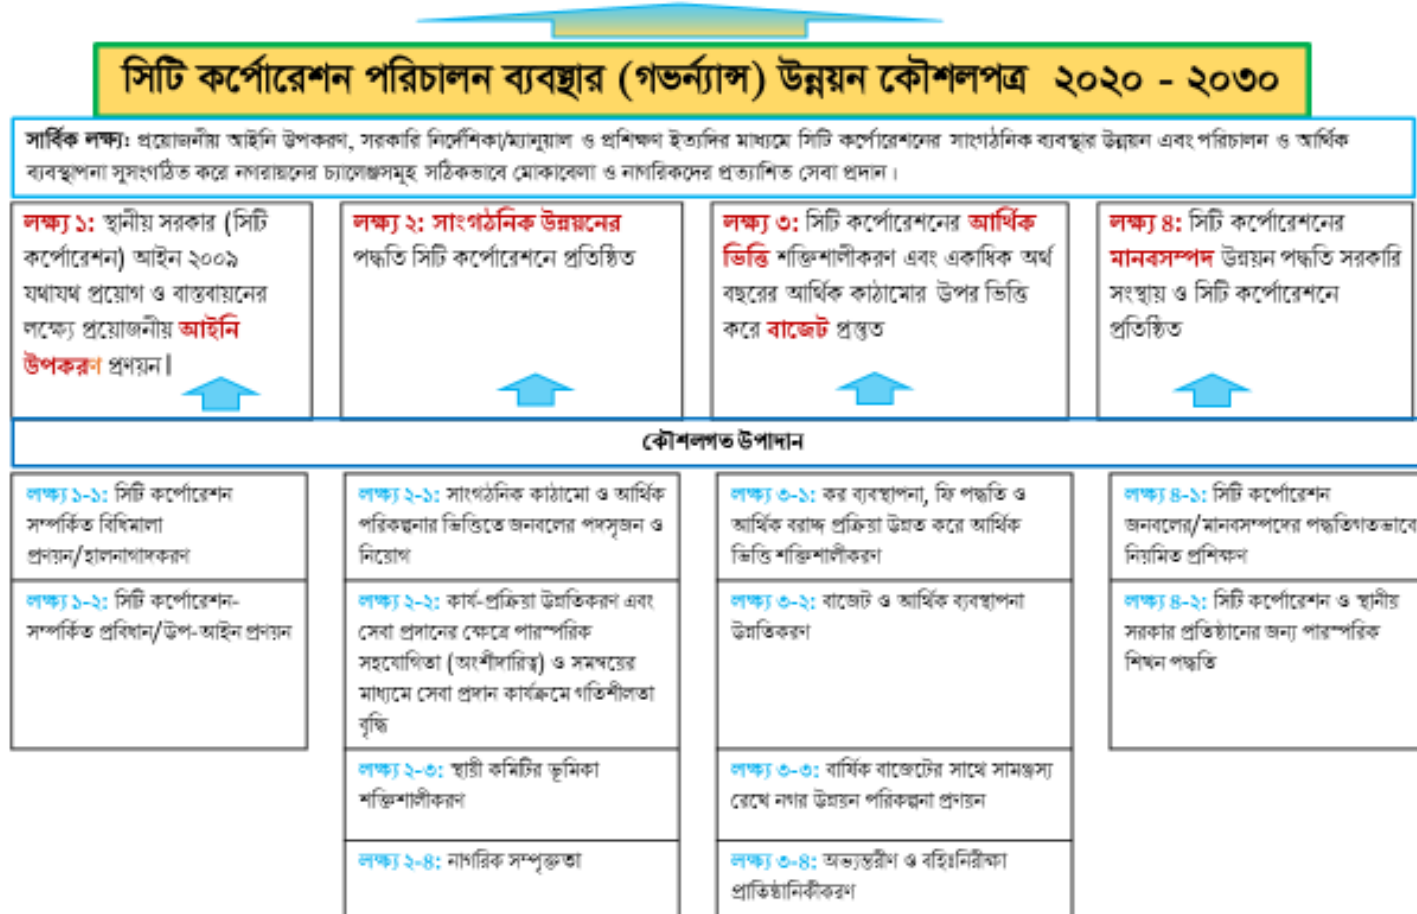 সিটি কর্পোরেশন পরিচালন ব্যবস্থার (গভর্ন্যান্স) উন্নয়ন কৌশলপত্র ২০২০ - ২০৩০
সার্বিক লক্ষ্য: প্রয়োজনীয় আইনি উপকরণ, সরকারি নির্দেশিকা/ম্যানুয়াল ও প্রশিক্ষণ ইত্যদির মাধ্যমে সিটি কর্পোরেশনের সাংগঠনিক ব্যবস্থার উন্নয়ন এবং পরিচালন ও আর্থিক
ব্যবস্থাপনা সুসংগঠিত করে নগরায়নের চ্যালেঞ্জসমূহ সঠিকভাবে মোকাবেলা ও নাগরিকদের প্রত্যাশিত সেবা প্রদান।
লক্ষ্য ১: স্থানীয় সরকার (সিটি
কর্পোরেশন) আইন ২০০৯
যথাযথ প্রয়োগ ও বাস্তবায়নের
লক্ষ্যে প্রয়োজনীয় আইনি
উপকরণ প্রণয়ন।
লক্ষ্য ২: সাংগঠনিক উন্নয়নের
পদ্ধতি সিটি কর্পোরেশনে প্রতিষ্ঠিত
লক্ষ্য ৩: সিটি কর্পোরেশনের আর্থিক
ভিত্তি শক্তিশালীকরণ এবং একাধিক অর্থ
বছরের আর্থিক কাঠামোর উপর ভিত্তি
করে বাজেট প্রস্তুত
লক্ষ্য ৪: সিটি কর্পোরেশনের
মানবসম্পদ উন্নয়ন পদ্ধতি সরকারি
সংস্থায় ও সিটি কর্পোরেশনে
প্রতিষ্ঠিত
কৌশলগত উপাদান
লক্ষ্য ১-১: সিটি কর্পোরেশন
সম্পর্কিত বিধিমালা
প্রণয়ন/হালনাগাদকরণ
লক্ষ্য ১-২: সিটি কর্পোরেশন-
সম্পর্কিত প্রবিধান/উপ-আইন প্রণয়ন
লক্ষ্য ২-১: সাংগঠনিক কাঠামো ও আর্থিক
পরিকল্পনার ভিত্তিতে জনবলের পদসৃজন ও
নিয়োগ
লক্ষ্য ২-২: কার্য-প্রক্রিয়া উন্নতিকরণ এবং
সেবা প্রদানের ক্ষেত্রে পারস্পরিক
সহযোগিতা (অংশীদারিত্ব) ও সমন্বয়ের
মাধ্যমে সেবা প্রদান কার্যক্রমে গতিশীলতা
বৃদ্ধি
লক্ষ্য ২-৩: স্থায়ী কমিটির ভূমিকা
শক্তিশালীকরণ
লক্ষ্য ২-৪: নাগরিক সম্পৃক্ততা
লক্ষ্য ৩-১: কর ব্যবস্থাপনা, ফি পদ্ধতি ও
আর্থিক বরাদ্দ প্রক্রিয়া উন্নত করে আর্থিক
ভিত্তি শক্তিশালীকরণ
লক্ষ্য ৩-২: বাজেট ও আর্থিক ব্যবস্থাপনা
উন্নতিকরণ
লক্ষ্য ৩-৩: বার্ষিক বাজেটের সাথে সামঞ্জস্য
রেখে নগর উন্নয়ন পরিকল্পনা প্রণয়ন
লক্ষ্য ৩-৪: অভ্যন্তরীণ ও বহিঃনিরীক্ষা
প্রাতিষ্ঠানিকীকরণ
লক্ষ্য ৪-১: সিটি কর্পোরেশন
জনবলের/মানবসম্পদের পদ্ধতিগতভাবে
নিয়মিত প্রশিক্ষণ
লক্ষ্য ৪-২: সিটি কর্পোরেশন ও স্থানীয়
সরকার প্রতিষ্ঠানের জন্য পারস্পরিক
শিখন পদ্ধতি